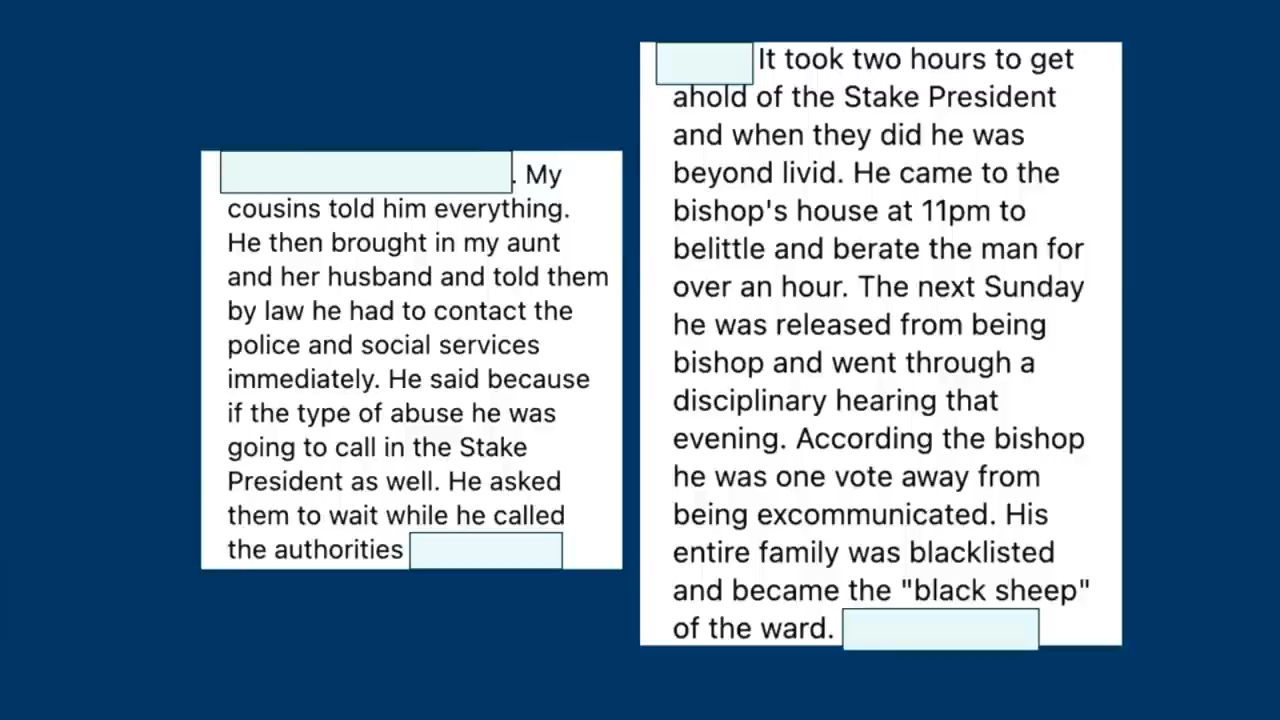 . My
cousins told him everything.
He then brought in my aunt
and her husband and told them
by law he had to contact the
police and social services
immediately. He said because
if the type of abuse he was
going to call in the Stake
President as well. He asked
them to wait while he called
the authorities
It took two hours to get
ahold of the Stake President
and when they did he was
beyond livid. He came to the
bishop's house at 11pm to
belittle and berate the man for
over an hour. The next Sunday
he was released from being
bishop and went through a
disciplinary hearing that
evening. According the bishop
he was one vote away from
being excommunicated. His
entire family was blacklisted
and became the "black sheep"
of the ward.